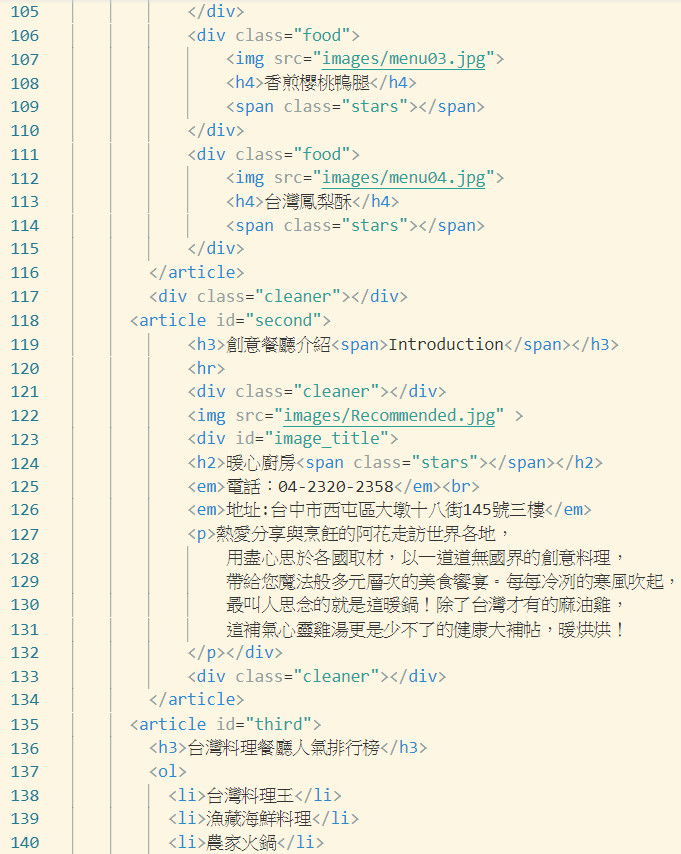 105 </div>
106 <div class="food">
107 <img src="images/menu03.jpg">
108 <h4>香煎櫻桃鴨腿</h4>
109 <span class="stars"></span>
110 </div>
111 <div class="food">
112 <img src="images/menu04.jpg">
113 <h4>台灣鳳梨酥</h4>
114 <span class="stars"></span>
115 </div>
116 </article>
117 <div class="cleaner"></div>
118 <article id="second">
119 <h3>創意餐廳介紹<span>Introduction</span></h3>
120 <hr>
121 <div class="cleaner"></div>
122 <img src="images/Recommended.jpg" >
123 <div id="image_title">
124 <h2>暖心廚房<span class="stars"></span></h2>
125 <em>電話：04-2320-2358</em><br>
126 <em>地址:台中市西屯區大墩十八街145號三樓</em>
127 <p>熱愛分享與烹飪的阿花走訪世界各地，
128 用盡心思於各國取材，以一道道無國界的創意料理，
129 帶給您魔法般多元層次的美食饗宴。每每冷冽的寒風吹起，
130 最叫人思念的就是這暖鍋！除了台灣才有的麻油雞，
131 這補氣心靈雞湯更是少不了的健康大補帖，暖烘烘！
132 </p></div>
133 <div class="cleaner"></div>
134 </article>
135 <article id="third">
136 <h3>台灣料理餐廳人氣排行榜</h3>
137 <ol>
138 <li>台灣料理王</li>
139 <li>漁藏海鮮料理</li>
140 <li>農家火鍋</li>